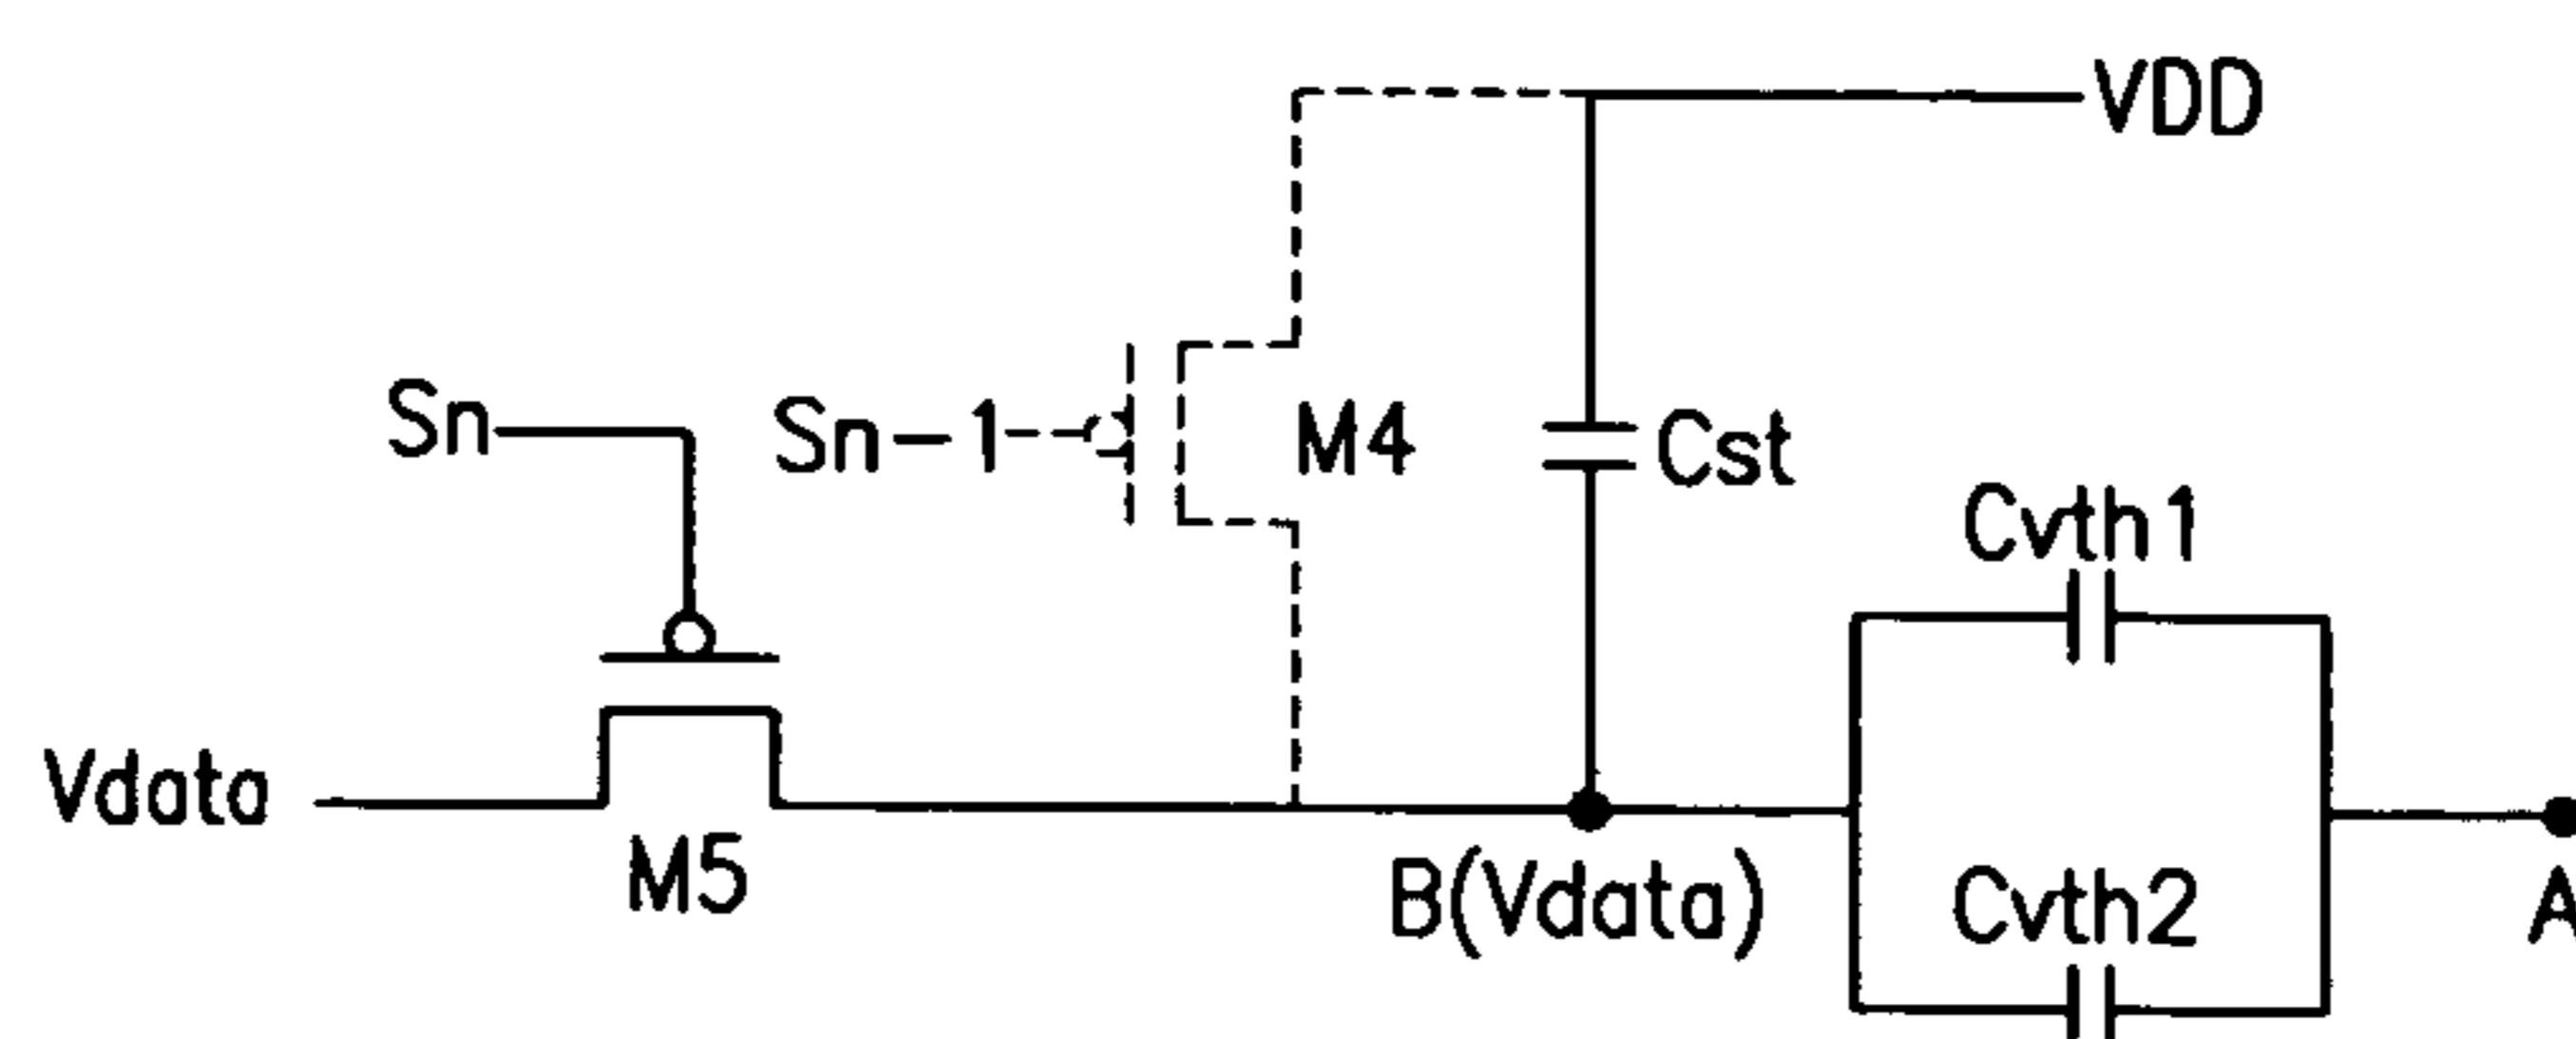 VDD
Sn
Sn-1
M4
Cst
Cvth1
Vdata
M5
B(Vdata)
Cvth2
A